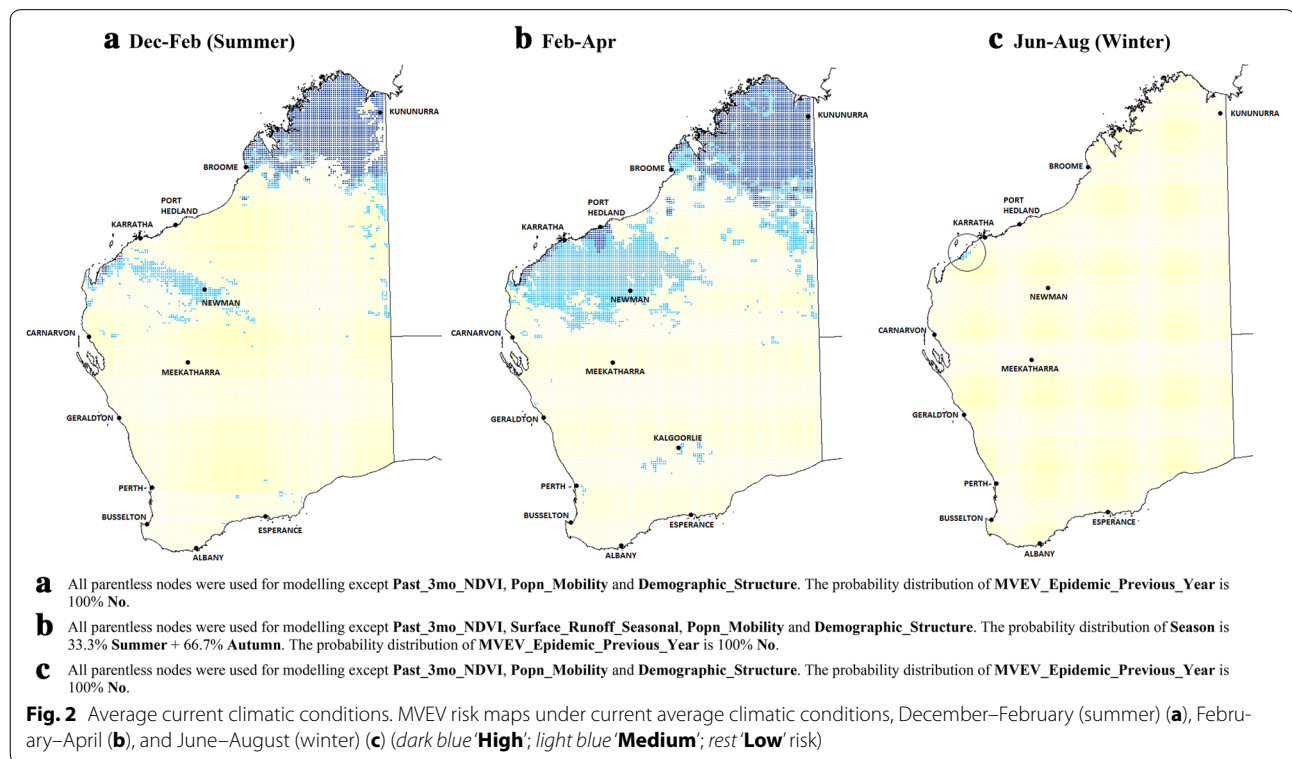 a Dec-Feb (Summer)
b Feb-Apr
c Jun-Aug (Winter)
KUNUNURRA
BROOME
PORT
HEDLAND
KARRATHA
NEWMAN
CARNARVON
MEEKATHARRA
GERALDTON
PERTH
BUSSELTON
ESPERANCE
ALBANY
KUNUNURRA
BROOME
PORT
HEDLAND
KARRATHA
NEWMAN
CARNARVON
MEEKATHARRA
GERALDTON
KALGOORLIE
PERTH
BUSSELTON
ESPERANCE
ALBANY
KUNUNURRA
BROOME
PORT
HEDLAND
KARRATHA
NEWMAN
CARNARVON
MEEKATHARRA
GERALDTON
PERTH
BUSSELTON
ESPERANCE
ALBANY
a All parentless nodes were used for modelling except Past_3mo_NDVI, Popn_Mobility and Demographic_Structure. The probability distribution of MVEV_Epidemic_Previous_Year is
100% No.
b All parentless nodes were used for modelling except Past_3mo_NDVI, Surface_Runoff_Seasonal, Popn_Mobility and Demographic_Structure. The probability distribution of Season is
33.3% Summer + 66.7% Autumn. The probability distribution of MVEV_Epidemic_Previous_Year is 100% No.
c All parentless nodes were used for modelling except Past_3mo_NDVI, Popn_Mobility and Demographic_Structure. The probability distribution of MVEV_Epidemic_Previous_Year is
100% No.
Fig. 2 Average current climatic conditions. MVEV risk maps under current average climatic conditions, December–February (summer) (a), Febru-
ary–April (b), and June–August (winter) (c) (dark blue 'High'; light blue 'Medium'; rest 'Low' risk)